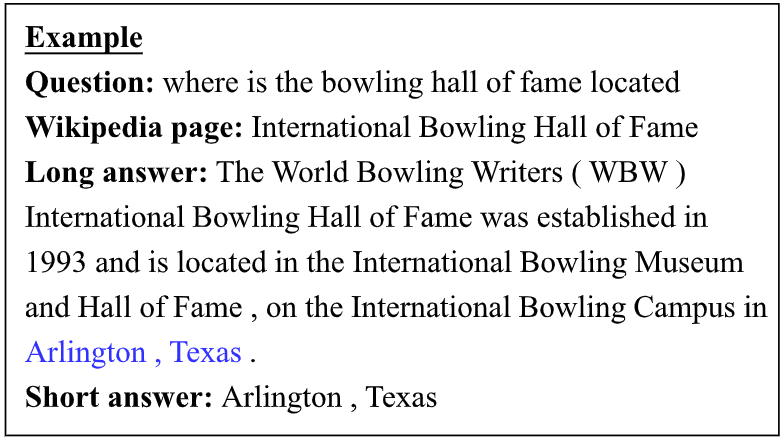 Example
Question: where is the bowling hall of fame located
Wikipedia page: International Bowling Hall of Fame
Long answer: The World Bowling Writers ( WBW )
International Bowling Hall of Fame was established in
1993 and is located in the International Bowling Museum
and Hall of Fame , on the International Bowling Campus in
Arlington , Texas .
Short answer: Arlington , Texas